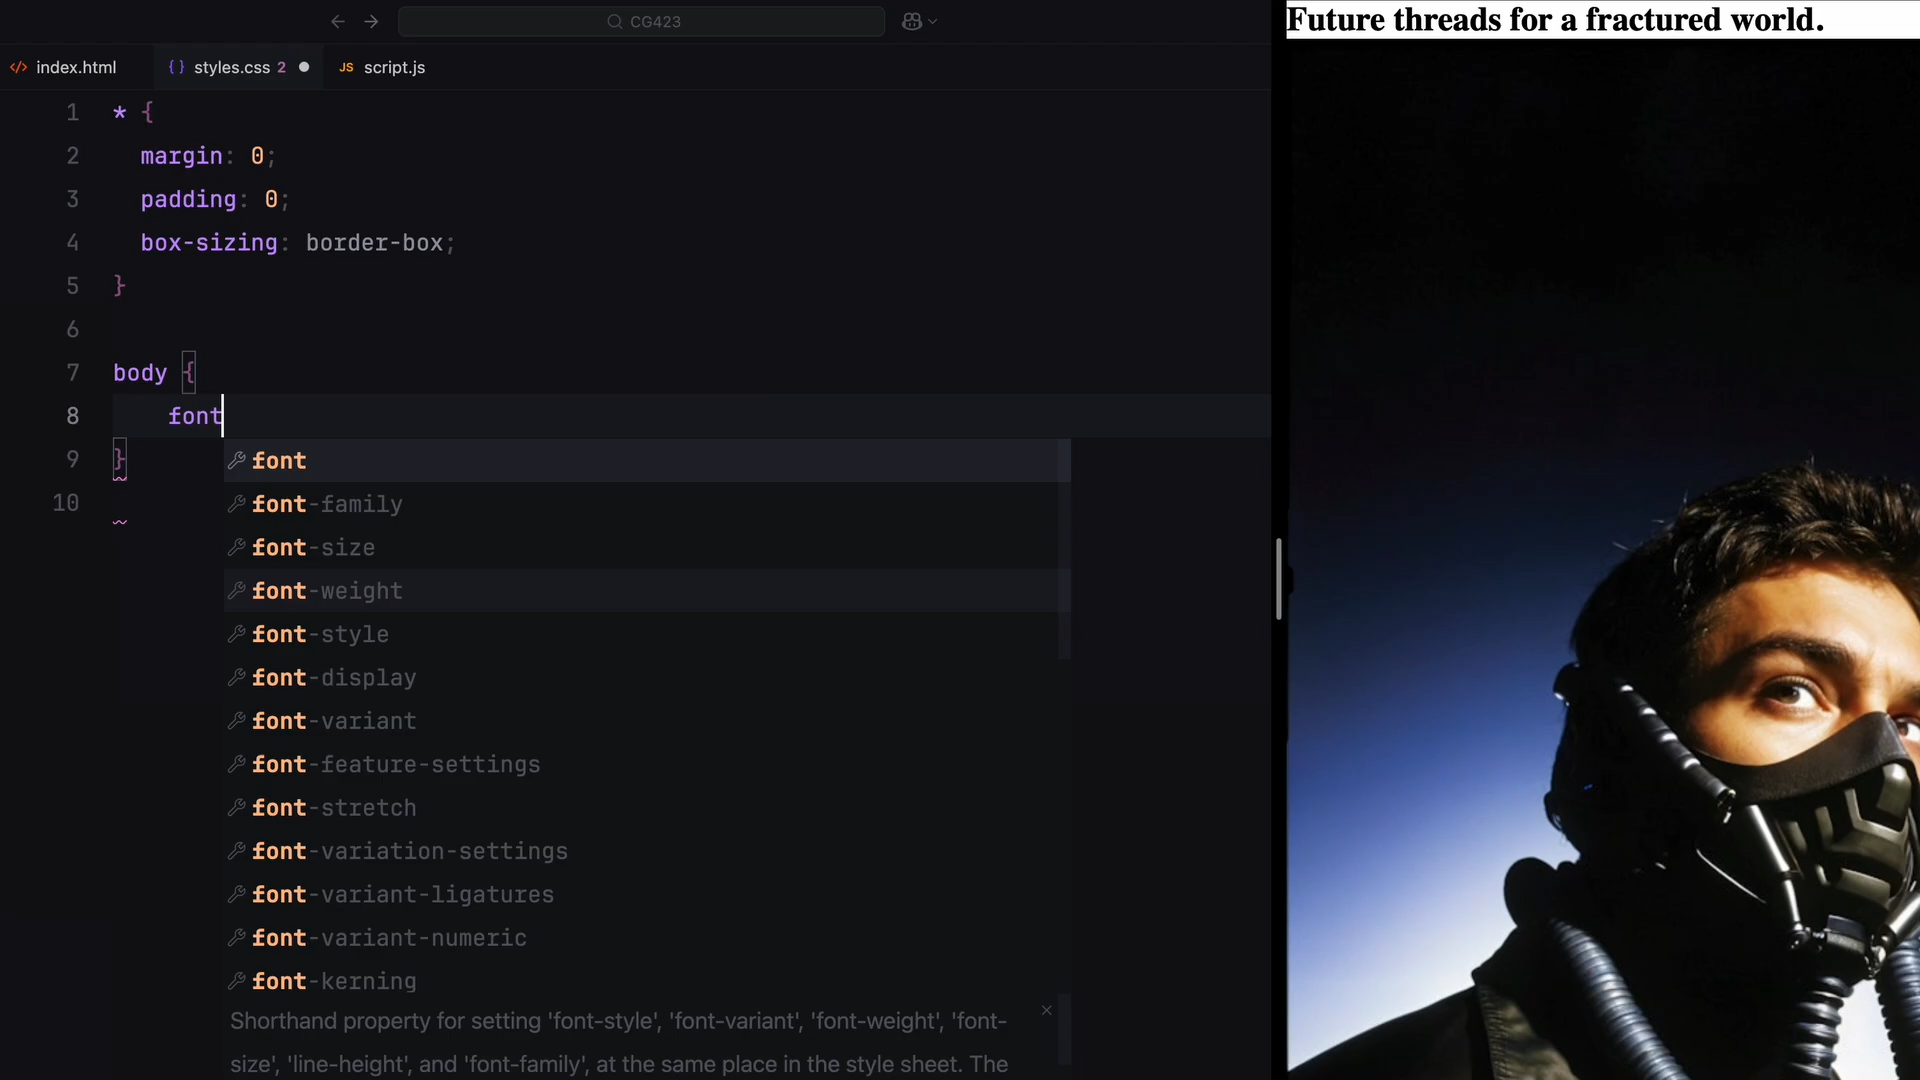 CG423
index.html
styles.css 2
JS script.js
1 * {
2 margin: 0;
3 padding: 0;
4 box-sizing: border-box;
5 }
6
7 body {
8 font
9 }
10
font
font-family
font-size
font-weight
font-style
font-display
font-variant
font-feature-settings
font-stretch
font-variation-settings
font-variant-ligatures
font-variant-numeric
font-kerning
Shorthand property for setting 'font-style', 'font-variant', 'font-weight', 'font-
size', 'line-height', and 'font-family', at the same place in the style sheet. The
Future threads for a fractured world.